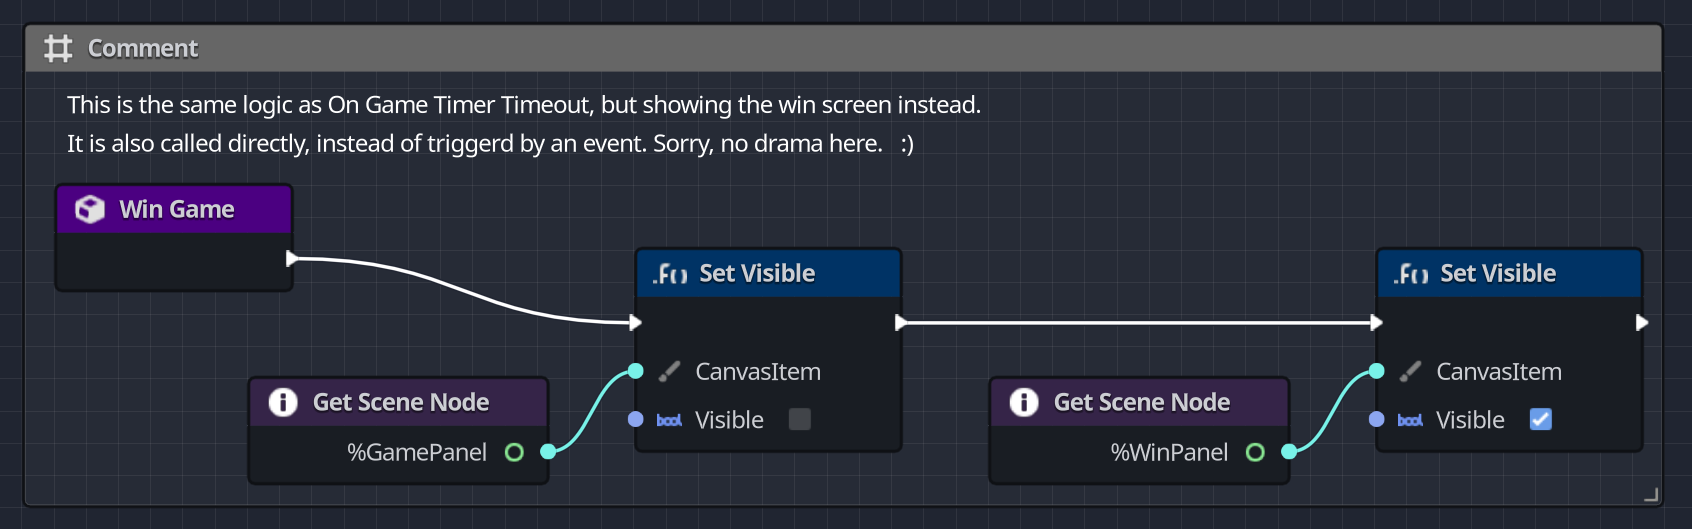 Comment
This is the same logic as On Game Timer Timeout, but showing the win screen instead.
It is also called directly, instead of triggerd by an event. Sorry, no drama here. :)
Win Game
.F() Set Visible
CanvasItem
bool Visible
Get Scene Node
%GamePanel
.F() Set Visible
CanvasItem
bool Visible
Get Scene Node
%WinPanel